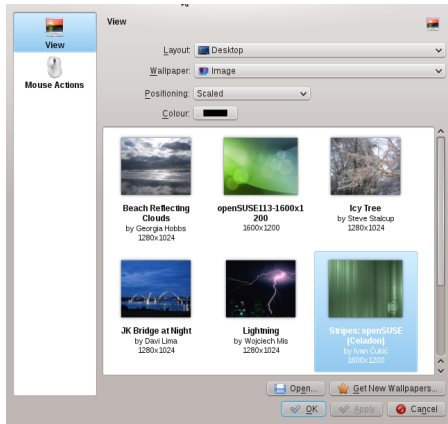 View
View
Mouse Actions
Layout: Desktop
Wallpaper: Image
Positioning: Scaled
Colour:
Beach Reflecting
Clouds
by Georgia Hobbs
1280x1024
openSUSE113-1600x1
200
1600x1200
Icy Tree
by Steve Stalcup
1280x1024
JK Bridge at Night
by Davi Lima
1280x1024
Lightning
by Wojciech Mis
1280x1024
Stripes: openSUSE
(Celadon)
by Ivan Čukić
1600x1200
Open...
Get New Wallpapers...
OK
Apply
Cancel